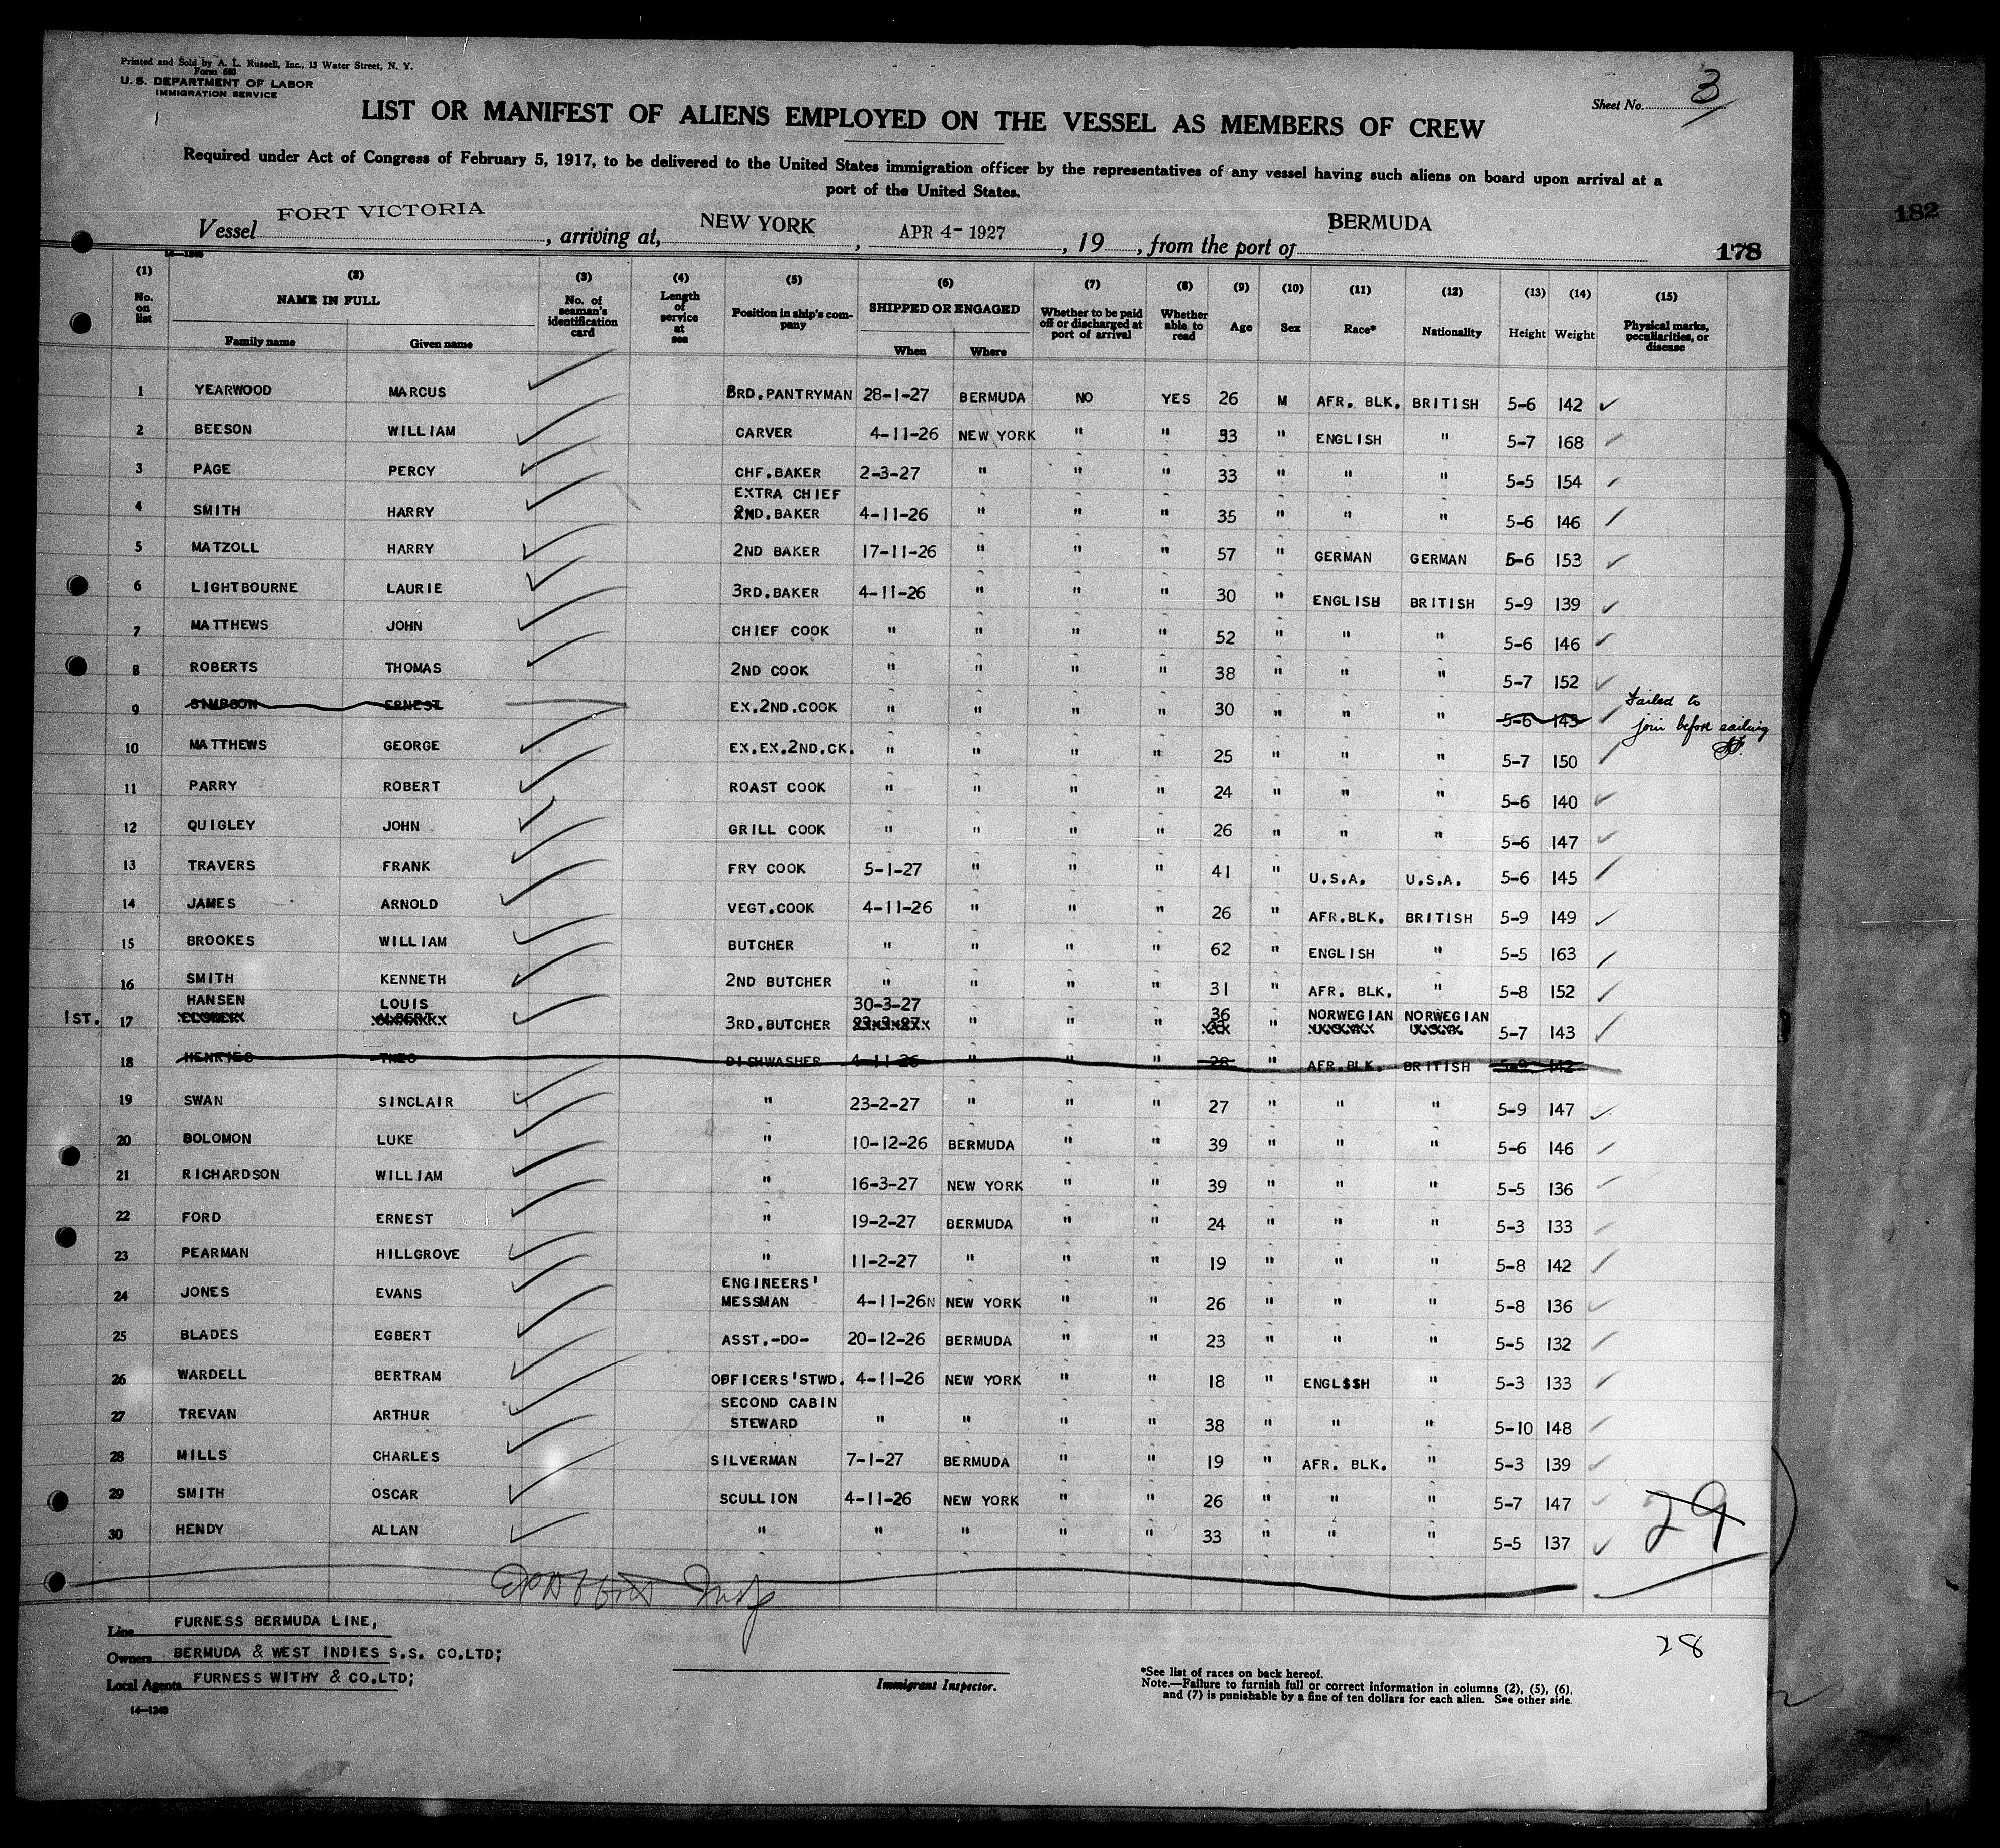 Printed and Sold by A. L. Russell, Inc., 13 Water Street, N. Y.
Form 680
U. S. DEPARTMENT OF LABOR
IMMIGRATION SERVICE
Sheet No. 3
LIST OR MANIFEST OF ALIENS EMPLOYED ON THE VESSEL AS MEMBERS OF CREW
Required under Act of Congress of February 5, 1917, to be delivered to the United States immigration officer by the representatives of any vessel having such aliens on board upon arrival at a
port of the United States.
Vessel FORT VICTORIA, arriving at, NEW YORK, APR 4- 1927, 19, from the port of BERMUDA
178
182
14-1240
(1) (2) (3) (4) (5) (6) (7) (8) (9) (10) (11) (12) (13) (14) (15)
No. on list NAME IN FULL No. of seaman's identification card Length of service at sea Position in ship's company SHIPPED OR ENGAGED Whether to be paid off or discharged at port of arrival Whether able to read Age Sex Race* Nationality Height Weight Physical marks, peculiarities, or disease
Family name Given name When Where
1 YEARWOOD MARCUS 3RD.PANTRYMAN 28-1-27 BERMUDA NO YES 26 M AFR. BLK. BRITISH 5-6 142
2 BEESON WILLIAM CARVER 4-11-26 NEW YORK " " 33 " ENGLISH " 5-7 168
3 PAGE PERCY CHF.BAKER 2-3-27 " " " 33 " " " 5-5 154
EXTRA CHIEF
4 SMITH HARRY 2ND.BAKER 4-11-26 " " " 35 " " " 5-6 146
5 MATZOLL HARRY 2ND BAKER 17-11-26 " " " 57 " GERMAN GERMAN 5-6 153
6 LIGHTBOURNE LAURIE 3RD.BAKER 4-11-26 " " " 30 " ENGLISH BRITISH 5-9 139
7 MATTHEWS JOHN CHIEF COOK " " " " 52 " " " 5-6 146
8 ROBERTS THOMAS 2ND COOK " " " " 38 " " " 5-7 152
9 SIMPSON ERNEST EX.2ND.COOK " " " " 30 " " " 5-6 143 Failed to
join before sailing
10 MATTHEWS GEORGE EX.EX.2ND.CK. " " " " 25 " " " 5-7 150
11 PARRY ROBERT ROAST COOK " " " " 24 " " " 5-6 140
12 QUIGLEY JOHN GRILL COOK " " " " 26 " " " 5-6 147
13 TRAVERS FRANK FRY COOK 5-1-27 " " " 41 " U.S.A. U.S.A. 5-6 145
14 JAMES ARNOLD VEGT.COOK 4-11-26 " " " 26 " AFR.BLK. BRITISH 5-9 149
15 BROOKES WILLIAM BUTCHER " " " " 62 " ENGLISH " 5-5 163
16 SMITH KENNETH 2ND BUTCHER " " " " 31 " AFR. BLK. " 5-8 152
HANSEN LOUIS 30-3-27 36 NORWEGIAN NORWEGIAN
1ST. 17 ALBERT 3RD.BUTCHER " " " " 5-7 143
18 HENRIES THEO DISHWASHER 4-11-26 " " " 28 " AFR.BLK. BRITISH 5-9 142
19 SWAN SINCLAIR " 23-2-27 " " " 27 " " " 5-9 147
20 BOLOMON LUKE " 10-12-26 BERMUDA " " 39 " " " 5-6 146
21 RICHARDSON WILLIAM " 16-3-27 NEW YORK " " 39 " " " 5-5 136
22 FORD ERNEST " 19-2-27 BERMUDA " " 24 " " " 5-3 133
23 PEARMAN HILLGROVE " 11-2-27 " " " 19 " " " 5-8 142
ENGINEERS'
24 JONES EVANS MESSMAN 4-11-26N NEW YORK " " 26 " " " 5-8 136
25 BLADES EGBERT ASST.-DO- 20-12-26 BERMUDA " " 23 " " " 5-5 132
26 WARDELL BERTRAM OFFICERS'STWD. 4-11-26 NEW YORK " " 18 " ENGL$$H " 5-3 133
SECOND CABIN
27 TREVAN ARTHUR STEWARD " " " " 38 " " " 5-10 148
28 MILLS CHARLES SILVERMAN 7-1-27 BERMUDA " " 19 " AFR. BLK. " 5-3 139
29 SMITH OSCAR SCULLION 4-11-26 NEW YORK " " 26 " " " 5-7 147
30 HENDY ALLAN " " " " " 33 " " " 5-5 137
29
Insp
28
Line FURNESS BERMUDA LINE,
Owners BERMUDA & WEST INDIES S.S. CO.LTD;
Local Agents FURNESS WITHY & CO.LTD;
14-1240
Immigrant Inspector.
*See list of races on back hereof.
Note.—Failure to furnish full or correct information in columns (2), (5), (6),
and (7) is punishable by a fine of ten dollars for each alien. See other side.